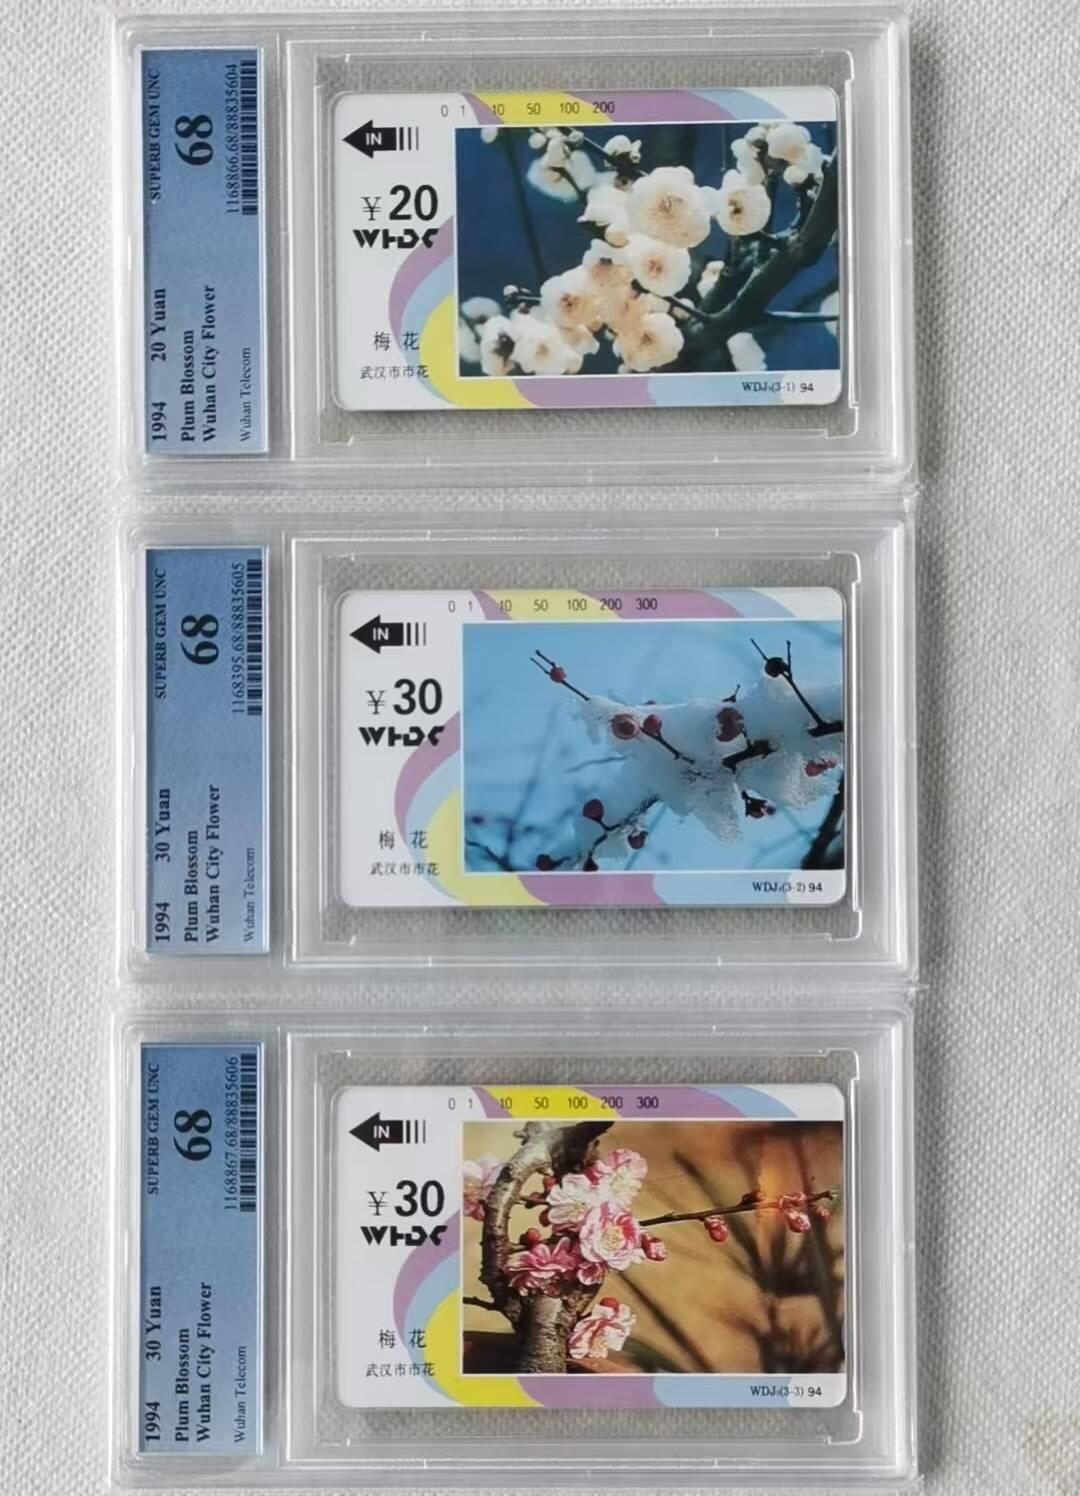 SUPERB GEM UNC
68
1168866.68/88835604
1994 20 Yuan
Plum Blossom
Wuhan City Flower
Wuhan Telecom
0 1 10 50 100 200
IN
¥20
WHDC
梅 花
武汉市市花
(3-1) 94
SUPERB GEM UNC
68
1168395.68/88835605
1994 30 Yuan
Plum Blossom
Wuhan City Flower
Wuhan Telecom
0 1 10 50 100 200 300
IN
¥30
WHDC
梅 花
武汉市市花
(3-2) 94
SUPERB GEM UNC
68
1168867.68/88835606
1994 30 Yuan
Plum Blossom
Wuhan City Flower
Wuhan Telecom
0 1 10 50 100 200 300
IN
¥30
WHDC
梅 花
武汉市市花
(3-3) 94